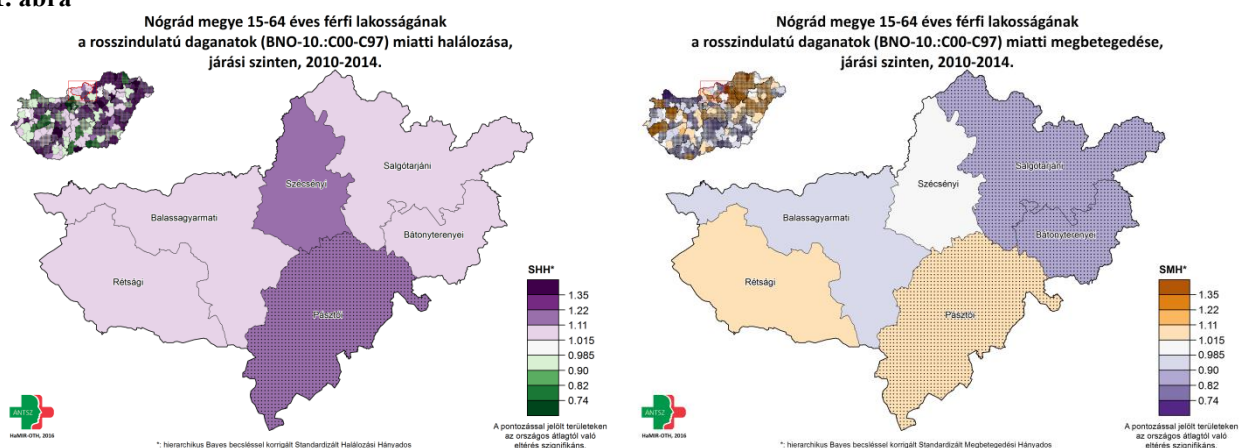 1. ábra
Nógrád megye 15-64 éves férfi lakosságának
a rosszindulatú daganatok (BNO-10.:C00-C97) miatti halálozása,
járási szinten, 2010-2014.
Szécsényi
Salgótarjáni
Balassagyarmati
Bátonyterenyei
Rétsági
Pásztói
SHH*
1.35
1.22
1.11
1.015
0.985
0.90
0.82
0.74
ANTSZ
HaMIR-OTH, 2016
A pontozással jelölt területeken
az országos átlagtól való
eltérés szignifikáns.
*: hierarchikus Bayes becsléssel korrigált Standardizált Halálozási Hányados
Nógrád megye 15-64 éves férfi lakosságának
a rosszindulatú daganatok (BNO-10.:C00-C97) miatti megbetegedése,
járási szinten, 2010-2014.
Salgótarjáni
Szécsényi
Balassagyarmati
Bátonyterenyei
Rétsági
Pásztói
SMH*
1.35
1.22
1.11
1.015
0.985
0.90
0.82
0.74
ANTSZ
HaMIR-OTH, 2016
A pontozással jelölt területeken
az országos átlagtól való
eltérés szignifikáns.
*: hierarchikus Bayes becsléssel korrigált Standardizált Megbetegedési Hányados